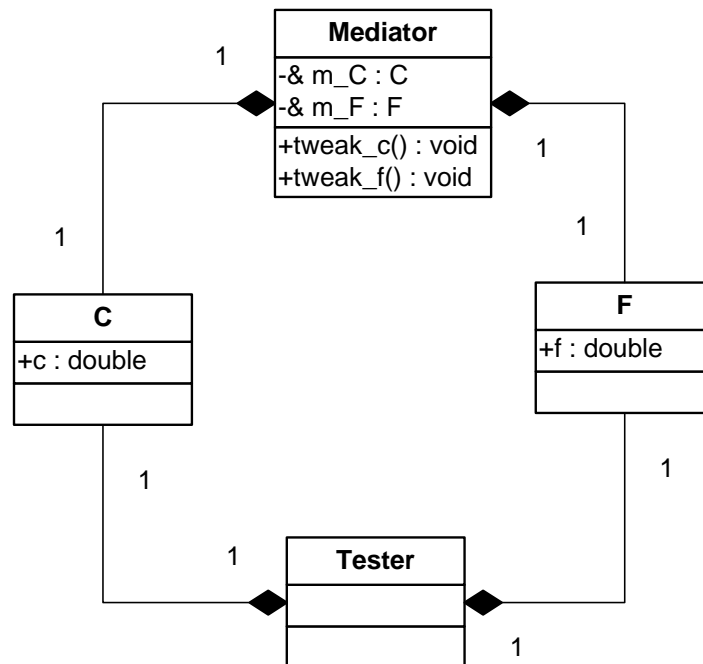 Mediator
-& m_C : C
-& m_F : F
+tweak_c() : void
+tweak_f() : void
1
1
1
1
C
+c : double
F
+f : double
1
1
1
Tester
1